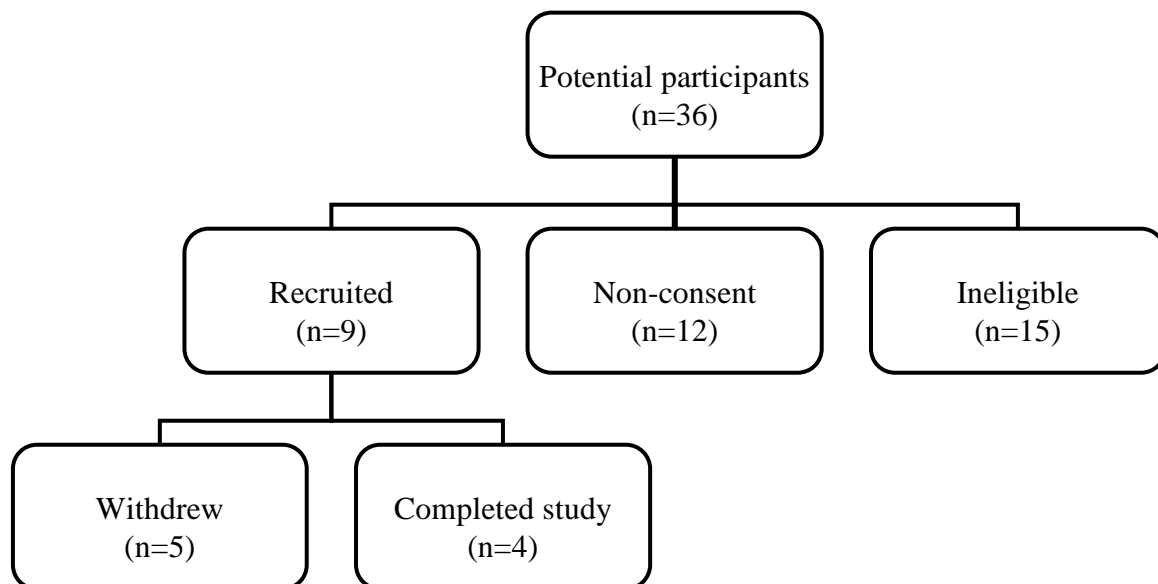 Potential participants
(n=36)
Recruited
(n=9)
Non-consent
(n=12)
Ineligible
(n=15)
Withdrew
(n=5)
Completed study
(n=4)